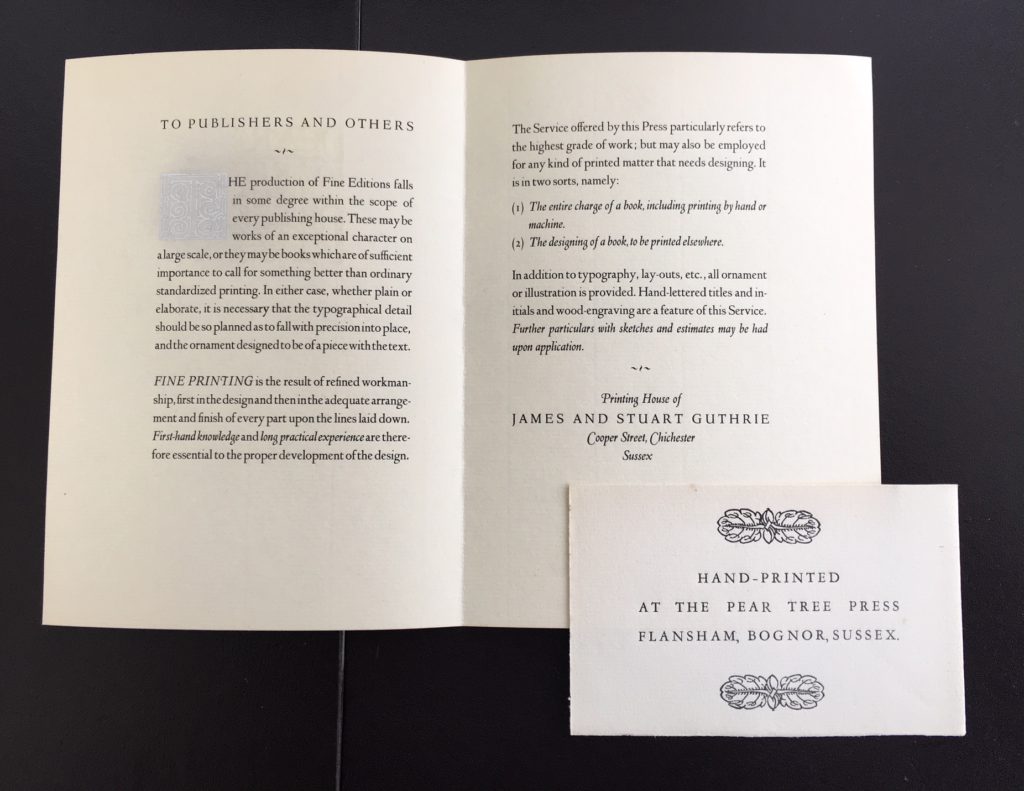 TO PUBLISHERS AND OTHERS
THE production of Fine Editions falls
in some degree within the scope of
every publishing house. These may be
works of an exceptional character on
a large scale, or they may be books which are of sufficient
importance to call for something better than ordinary
standardized printing. In either case, whether plain or
elaborate, it is necessary that the typographical detail
should be so planned as to fall with precision into place,
and the ornament designed to be of a piece with the text.
FINE PRINTING is the result of refined workman-
ship, first in the design and then in the adequate arrange-
ment and finish of every part upon the lines laid down.
First-hand knowledge and long practical experience are there-
fore essential to the proper development of the design.
The Service offered by this Press particularly refers to
the highest grade of work; but may also be employed
for any kind of printed matter that needs designing. It
is in two sorts, namely:
(1) The entire charge of a book, including printing by hand or
machine.
(2) The designing of a book, to be printed elsewhere.
In addition to typography, lay-outs, etc., all ornament
or illustration is provided. Hand-lettered titles and in-
itials and wood-engraving are a feature of this Service.
Further particulars with sketches and estimates may be had
upon application.
Printing House of
JAMES AND STUART GUTHRIE
Cooper Street, Chichester
Sussex
HAND-PRINTED
AT THE PEAR TREE PRESS
FLANSHAM, BOGNOR, SUSSEX.